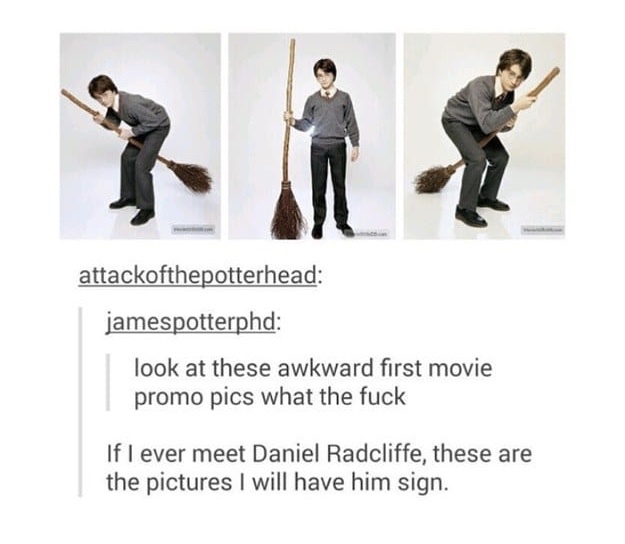 attackofthepotterhead:
jamespotterphd:
look at these awkward first movie
promo pics what the fuck
If I ever meet Daniel Radcliffe, these are
the pictures I will have him sign.